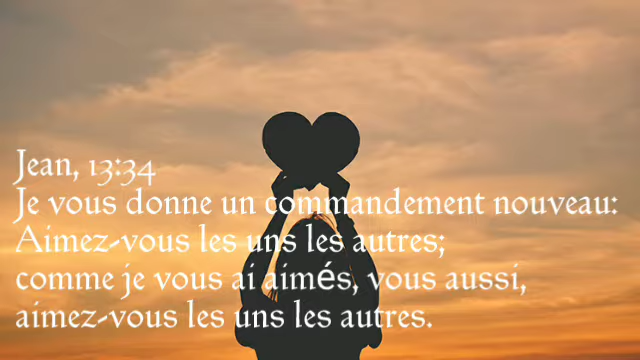 Jean, 13:34
Je vous donne un commandement nouveau:
Aimez-vous les uns les autres;
comme je vous ai aimés, vous aussi,
aimez-vous les uns les autres.